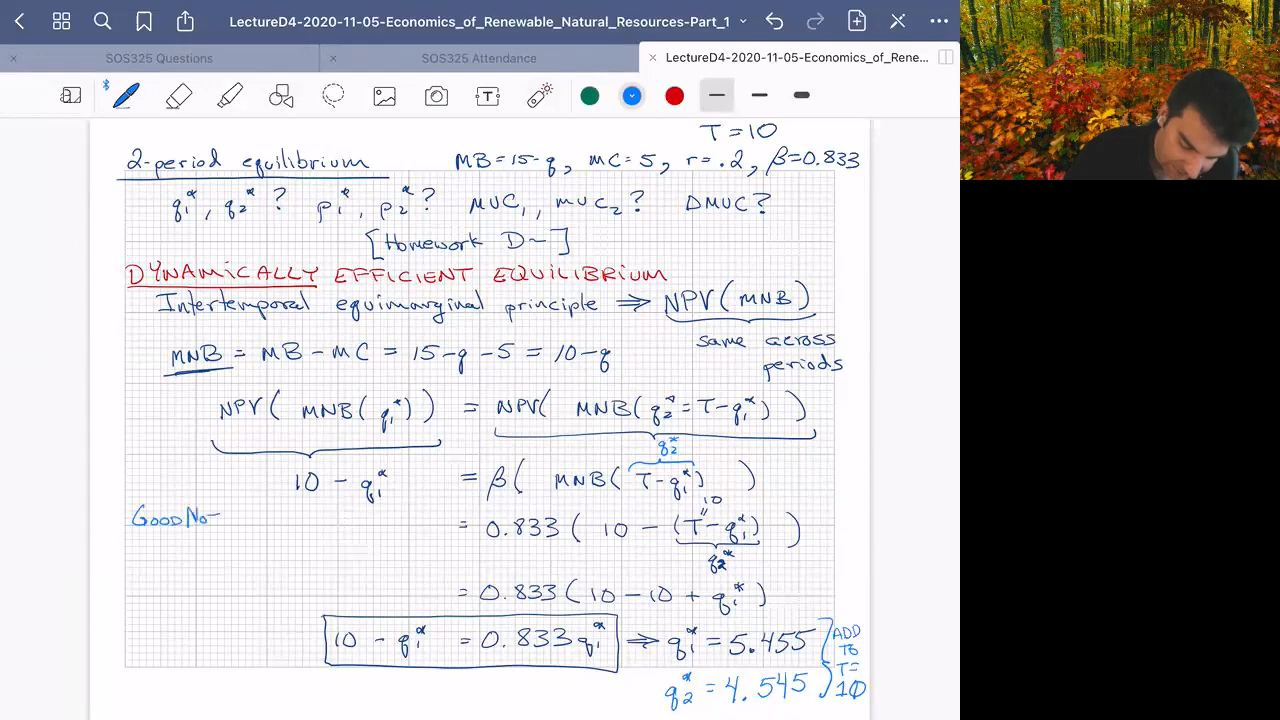 LectureD4-2020-11-05-Economics_of_Renewable_Natural_Resources-Part_1
SOS325 Questions
SOS325 Attendance
LectureD4-2020-11-05-Economics_of_Rene...
T = 10
2-period equilibrium MB = 15-q, MC = 5, r = .2, β = 0.833
q₁*, q₂* ? p₁*, p₂* ? MUC₁, MUC₂ ? ΔMUC ?
[Homework D~]
DYNAMICALLY EFFICIENT EQUILIBRIUM
Intertemporal equimarginal principle ⇒ NPV(MNB)
same across
periods
MNB = MB - MC = 15-q - 5 = 10-q
NPV( MNB(q₁*)) = NPV( MNB(q₂* = T-q₁*) )
q₂*
10 - q₁* = β( MNB( T-q₁*) )
10
"
= 0.833( 10 - (T-q₁*) )
q₂*
GoodNo
= 0.833(10 - 10 + q₁*)
10 - q₁* = 0.833q₁* ⇒ q₁* = 5.455
q₂* = 4.545
ADD
TO
T=
10